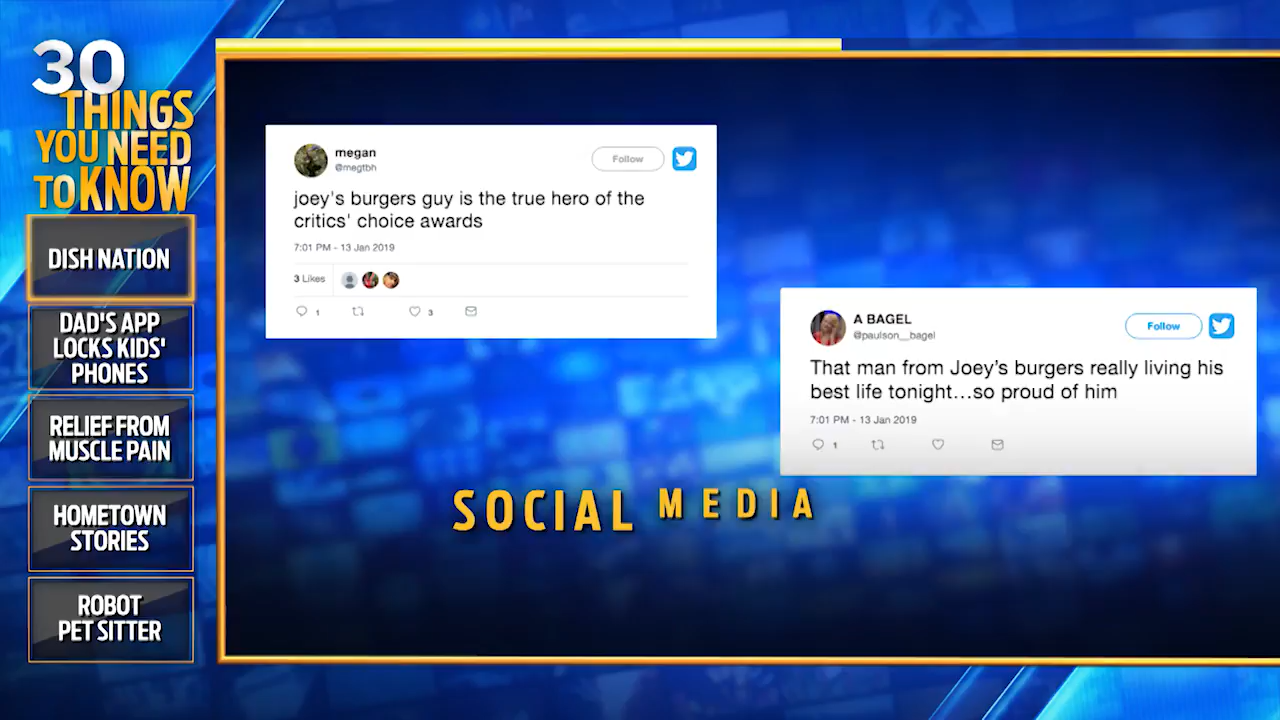 30
THINGS
YOU NEED
TO KNOW
DISH NATION
DAD'S APP
LOCKS KIDS'
PHONES
RELIEF FROM
MUSCLE PAIN
HOMETOWN
STORIES
ROBOT
PET SITTER
megan
@megtbh
Follow
joey's burgers guy is the true hero of the
critics' choice awards
7:01 PM - 13 Jan 2019
3 Likes
1
3
A BAGEL
@paulson__bagel
Follow
That man from Joey's burgers really living his
best life tonight...so proud of him
7:01 PM - 13 Jan 2019
1
SOCIAL MEDIA